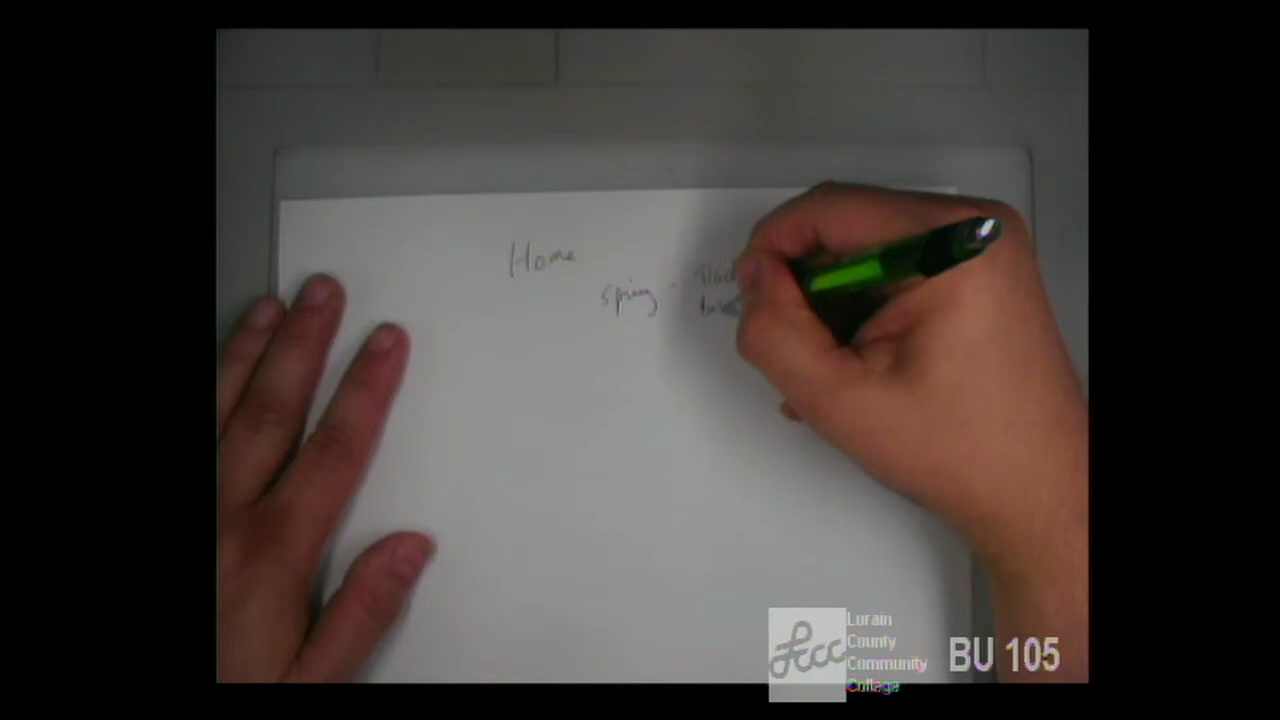 Home
spring -
Lorain
County
Community
College
BU 105